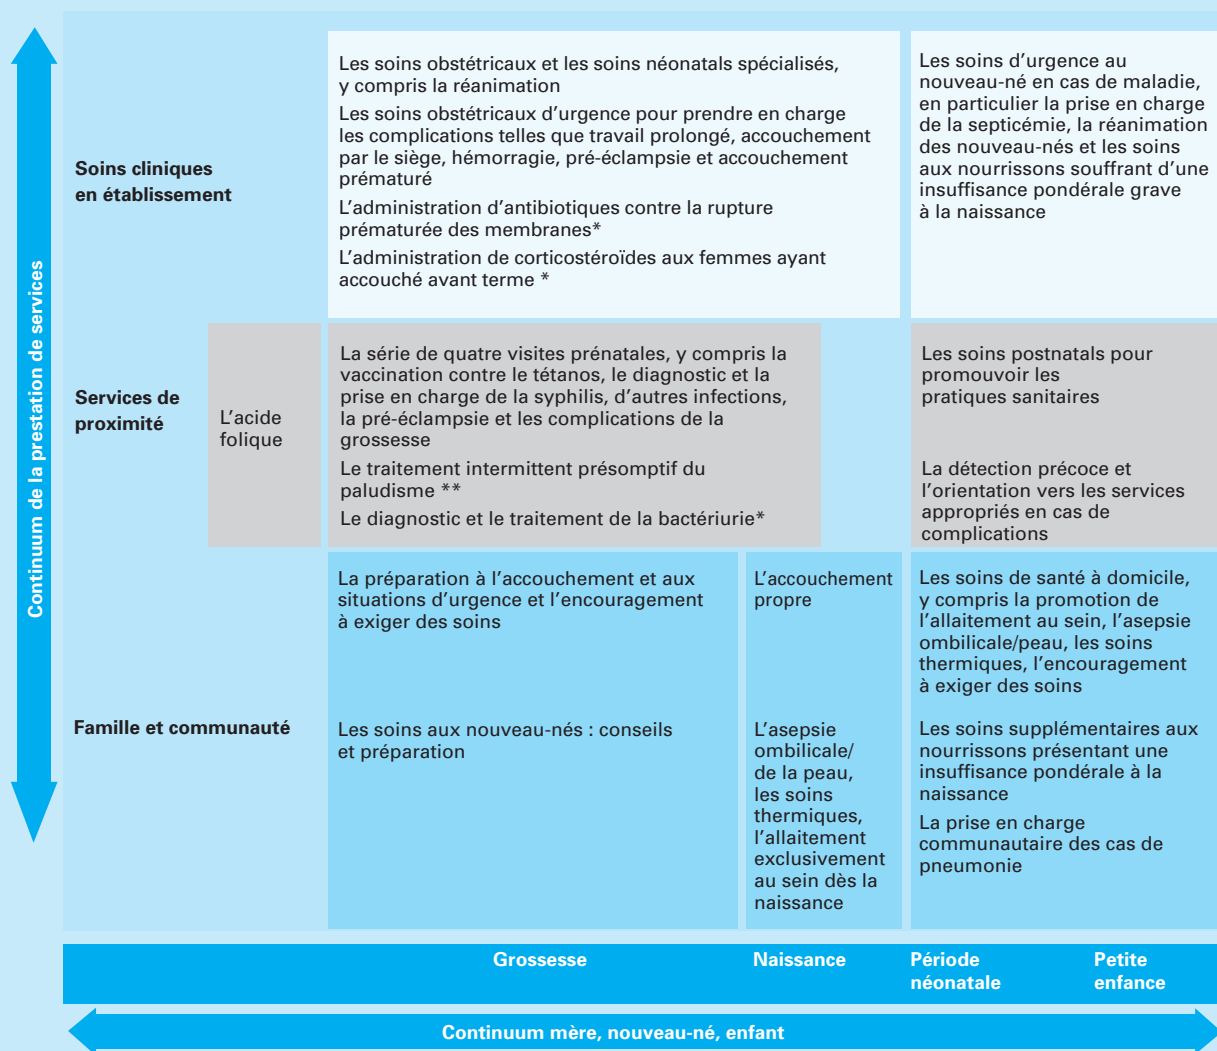 Continuum de la prestation de services
Soins cliniques
en établissement
Les soins obstétricaux et les soins néonatals spécialisés,
y compris la réanimation
Les soins obstétricaux d'urgence pour prendre en charge
les complications telles que travail prolongé, accouchement
par le siège, hémorragie, pré-éclampsie et accouchement
prématuré
L'administration d'antibiotiques contre la rupture
prématurée des membranes*
L'administration de corticostéroïdes aux femmes ayant
accouché avant terme *
Les soins d'urgence au
nouveau-né en cas de maladie,
en particulier la prise en charge
de la septicémie, la réanimation
des nouveau-nés et les soins
aux nourrissons souffrant d'une
insuffisance pondérale grave
à la naissance
Services de
proximité
L'acide
folique
La série de quatre visites prénatales, y compris la
vaccination contre le tétanos, le diagnostic et la
prise en charge de la syphilis, d'autres infections,
la pré-éclampsie et les complications de la
grossesse
Le traitement intermittent présomptif du
paludisme **
Le diagnostic et le traitement de la bactériurie*
Les soins postnatals pour
promouvoir les
pratiques sanitaires
La détection précoce et
l'orientation vers les services
appropriés en cas de
complications
Famille et communauté
La préparation à l'accouchement et aux
situations d'urgence et l'encouragement
à exiger des soins
Les soins aux nouveau-nés : conseils
et préparation
L'accouchement
propre
L'asepsie
ombilicale/
de la peau,
les soins
thermiques,
l'allaitement
exclusivement
au sein dès la
naissance
Les soins de santé à domicile,
y compris la promotion de
l'allaitement au sein, l'asepsie
ombilicale/peau, les soins
thermiques, l'encouragement
à exiger des soins
Les soins supplémentaires aux
nourrissons présentant une
insuffisance pondérale à la
naissance
La prise en charge
communautaire des cas de
pneumonie
Grossesse
Naissance
Période
néonatale
Petite
enfance
Continuum mère, nouveau-né, enfant